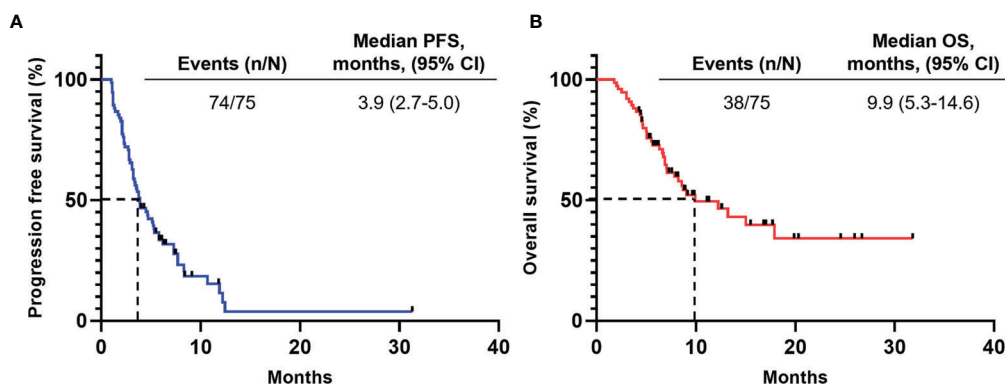 A
Median PFS,
Events (n/N) months, (95% CI)
74/75 3.9 (2.7-5.0)
Progression free survival (%)
100
50
0
0 10 20 30 40
Months
B
Median OS,
Events (n/N) months, (95% CI)
38/75 9.9 (5.3-14.6)
Overall survival (%)
100
50
0
0 10 20 30 40
Months